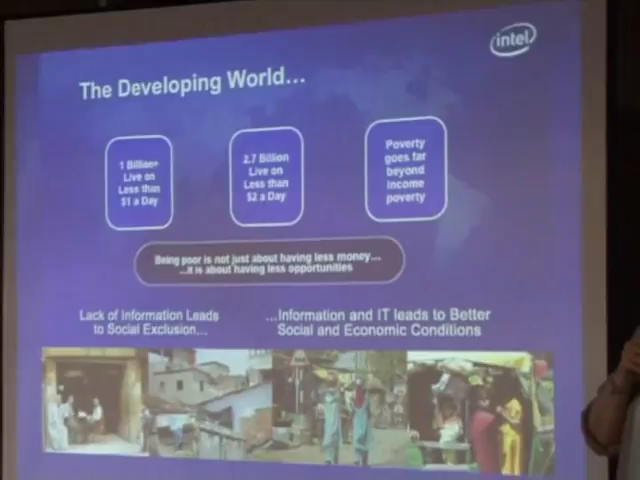 intel
The Developing World...
1 Billion+
Live on
Less than
$1 a Day
2.7 Billion
Live on
Less than
$2 a Day
Poverty
goes far
beyond
income
poverty
Being poor is not just about having less money...
...it is about having less opportunities
Lack of Information Leads
to Social Exclusion...
...Information and IT leads to Better
Social and Economic Conditions